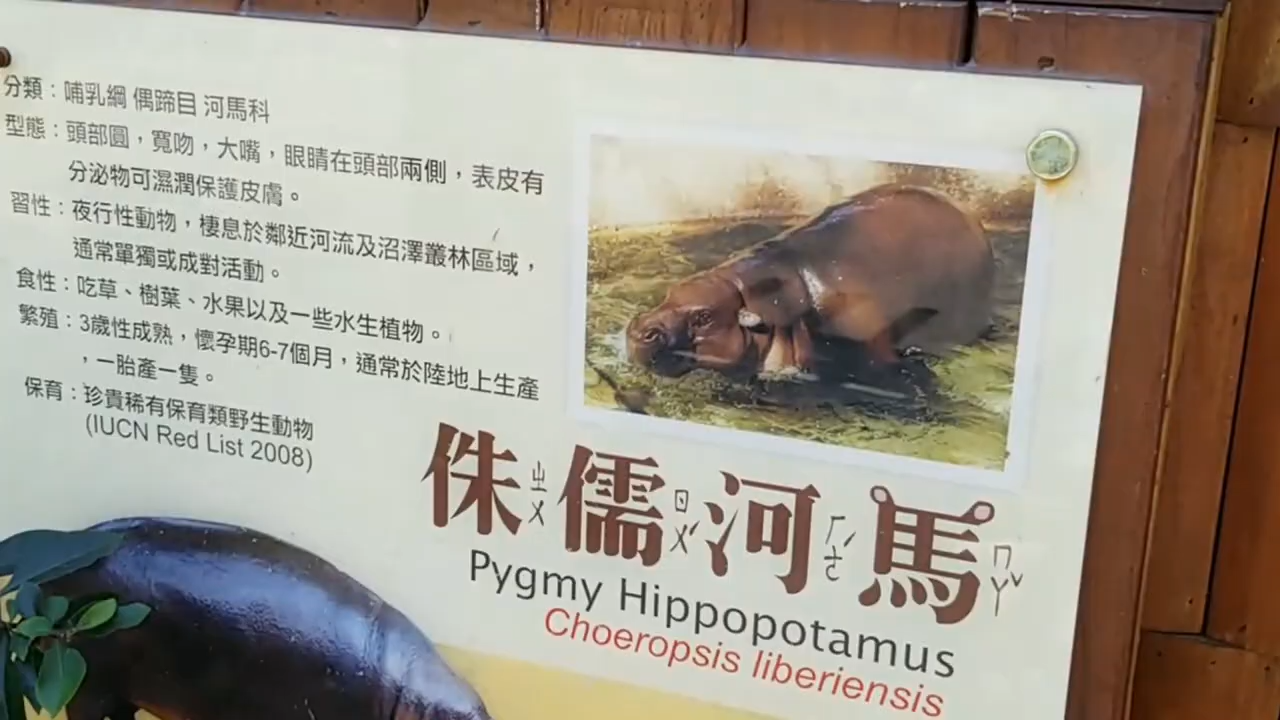 分類：哺乳綱 偶蹄目 河馬科
型態：頭部圓，寬吻，大嘴，眼睛在頭部兩側，表皮有
分泌物可濕潤保護皮膚。
習性：夜行性動物，棲息於鄰近河流及沼澤叢林區域，
通常單獨或成對活動。
食性：吃草、樹葉、水果以及一些水生植物。
繁殖：3歲性成熟，懷孕期6-7個月，通常於陸地上生產
，一胎產一隻。
保育：珍貴稀有保育類野生動物
(IUCN Red List 2008)
侏ㄓㄨ儒ㄖㄨˊ河ㄏㄜˊ馬ㄇㄚˇ
Pygmy Hippopotamus
Choeropsis liberiensis